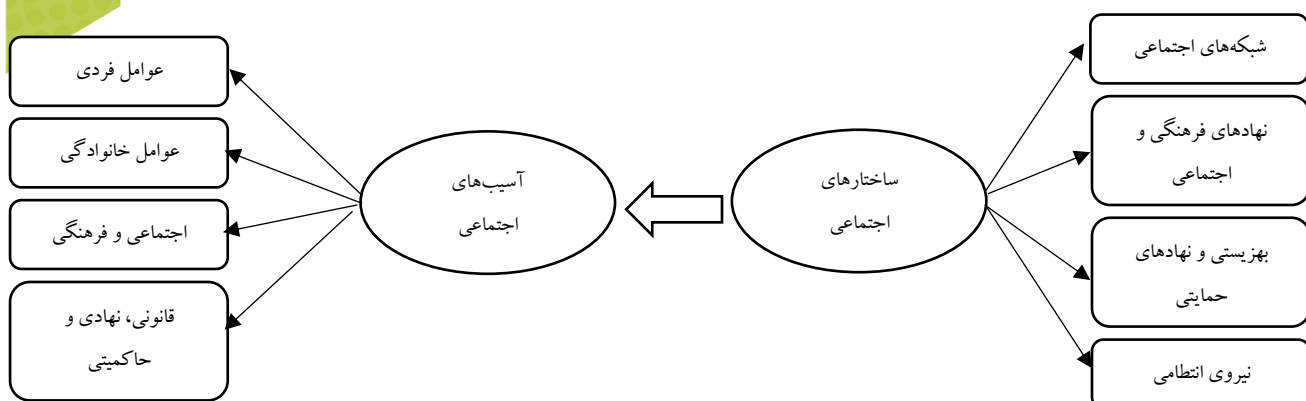 شبکه‌های اجتماعی
نهادهای فرهنگی و
اجتماعی
بهزیستی و نهادهای
حمایتی
نیروی انتطامی
ساختارهای
اجتماعی
آسیب‌های
اجتماعی
عوامل فردی
عوامل خانوادگی
اجتماعی و فرهنگی
قانونی، نهادی و
حاکمیتی